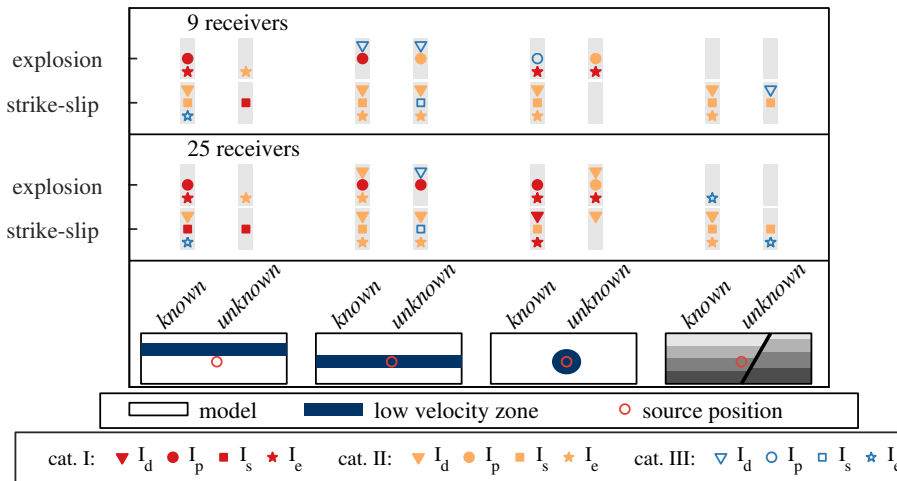 9 receivers
explosion
strike-slip
25 receivers
explosion
strike-slip
known unknown known unknown known unknown known unknown
model low velocity zone source position
cat. I: I_d I_p I_s I_e cat. II: I_d I_p I_s I_e cat. III: I_d I_p I_s I_e